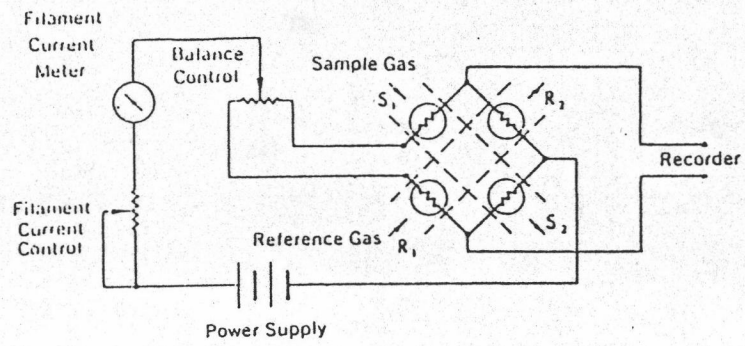 Filament
Current
Meter
Balance
Control
Sample Gas
S₁
R₂
Recorder
Filament
Current
Control
Reference Gas
R₁
S₂
Power Supply